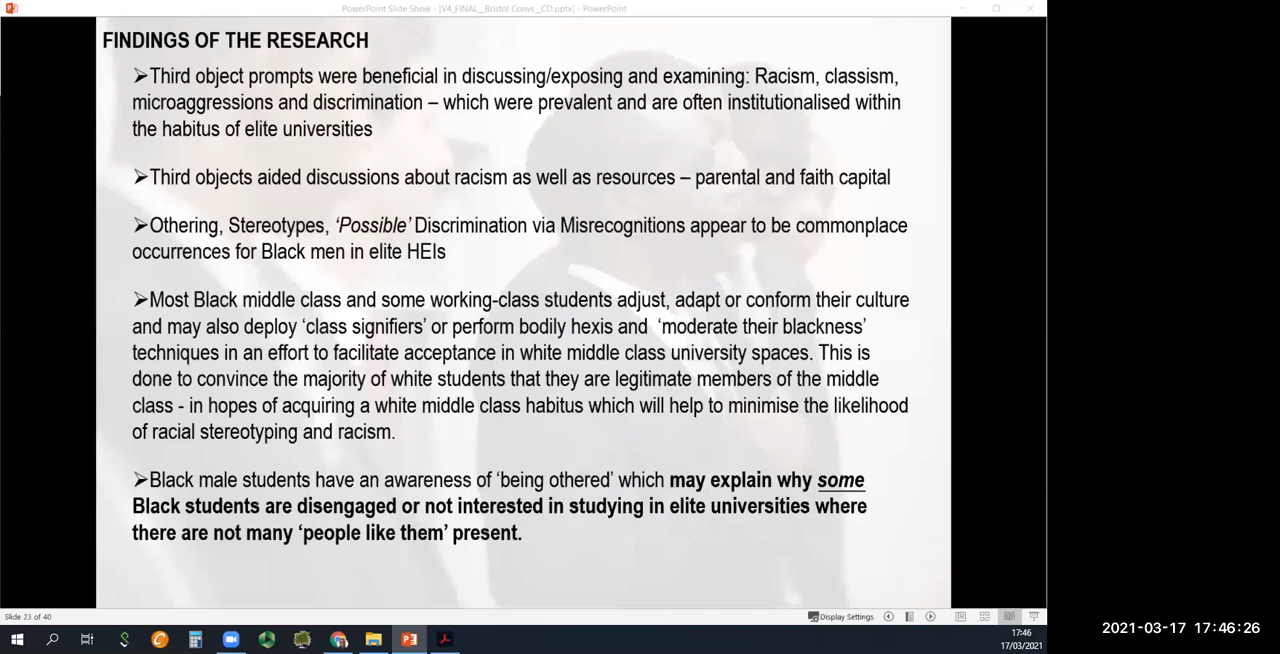 PowerPoint Slide Show - [V4_FINAL__Bristol Convs__CD.pptx] - PowerPoint
FINDINGS OF THE RESEARCH
➢Third object prompts were beneficial in discussing/exposing and examining: Racism, classism,
microaggressions and discrimination – which were prevalent and are often institutionalised within
the habitus of elite universities
➢Third objects aided discussions about racism as well as resources – parental and faith capital
➢Othering, Stereotypes, ‘Possible’ Discrimination via Misrecognitions appear to be commonplace
occurrences for Black men in elite HEIs
➢Most Black middle class and some working-class students adjust, adapt or conform their culture
and may also deploy ‘class signifiers’ or perform bodily hexis and ‘moderate their blackness’
techniques in an effort to facilitate acceptance in white middle class university spaces. This is
done to convince the majority of white students that they are legitimate members of the middle
class - in hopes of acquiring a white middle class habitus which will help to minimise the likelihood
of racial stereotyping and racism.
➢Black male students have an awareness of ‘being othered’ which may explain why some
Black students are disengaged or not interested in studying in elite universities where
there are not many ‘people like them’ present.
Slide 23 of 40
Display Settings
17:46
17/03/2021
2021-03-17 17:46:26